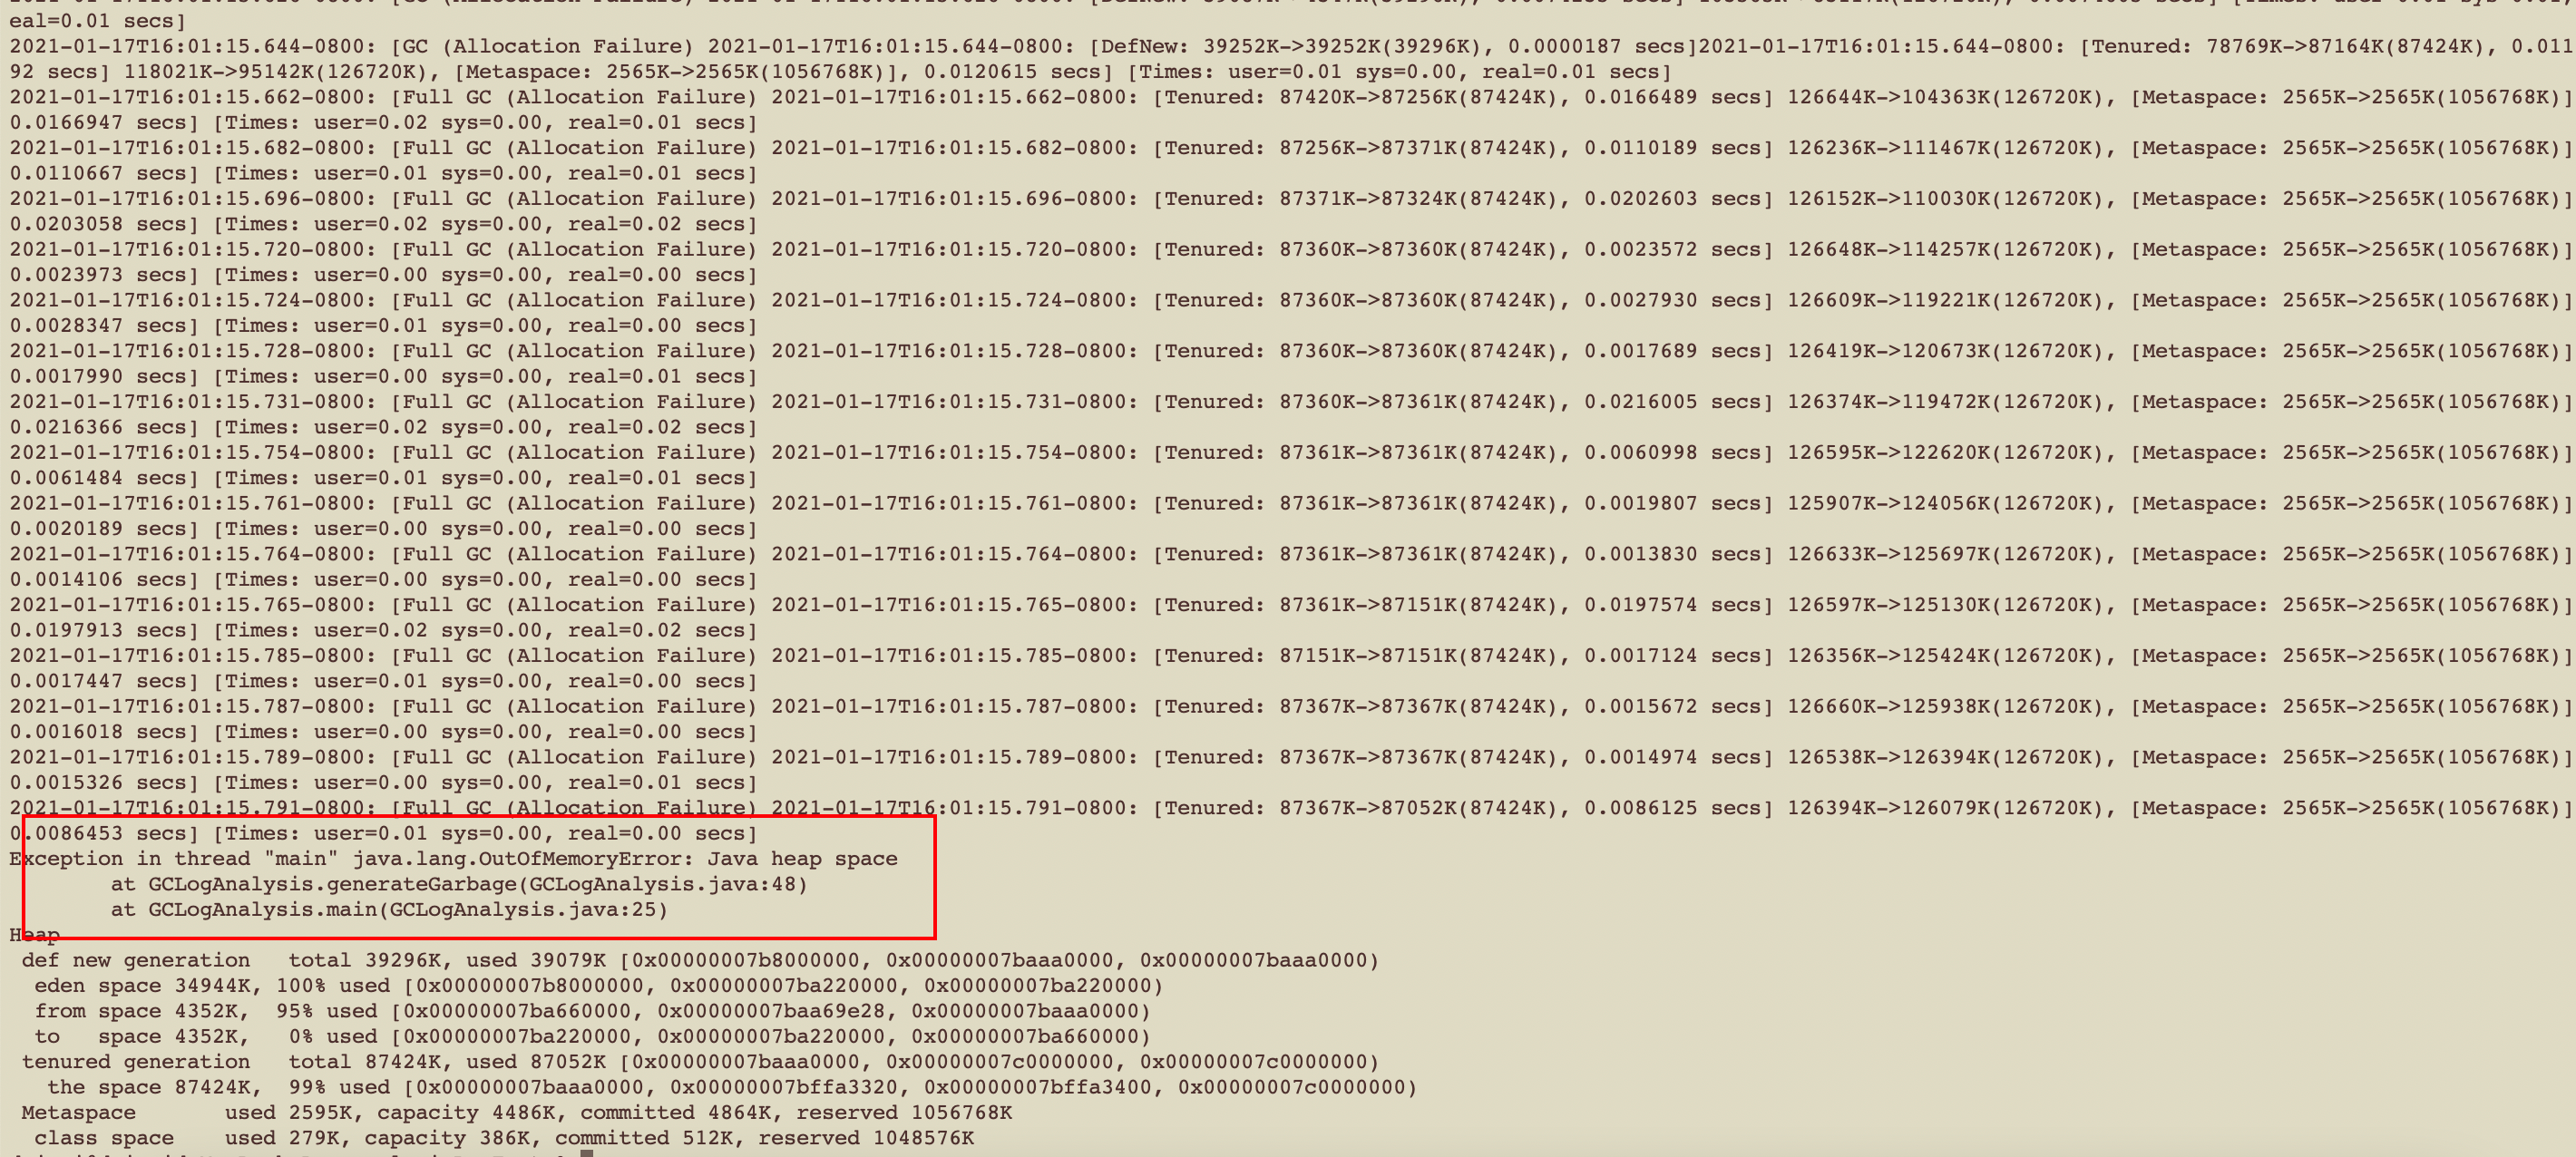 eal=0.01 secs]
2021-01-17T16:01:15.644-0800: [GC (Allocation Failure) 2021-01-17T16:01:15.644-0800: [DefNew: 39252K->39252K(39296K), 0.0000187 secs]2021-01-17T16:01:15.644-0800: [Tenured: 78769K->87164K(87424K), 0.011
92 secs] 118021K->95142K(126720K), [Metaspace: 2565K->2565K(1056768K)], 0.0120615 secs] [Times: user=0.01 sys=0.00, real=0.01 secs]
2021-01-17T16:01:15.662-0800: [Full GC (Allocation Failure) 2021-01-17T16:01:15.662-0800: [Tenured: 87420K->87256K(87424K), 0.0166489 secs] 126644K->104363K(126720K), [Metaspace: 2565K->2565K(1056768K)]
0.0166947 secs] [Times: user=0.02 sys=0.00, real=0.01 secs]
2021-01-17T16:01:15.682-0800: [Full GC (Allocation Failure) 2021-01-17T16:01:15.682-0800: [Tenured: 87256K->87371K(87424K), 0.0110189 secs] 126236K->111467K(126720K), [Metaspace: 2565K->2565K(1056768K)]
0.0110667 secs] [Times: user=0.01 sys=0.00, real=0.01 secs]
2021-01-17T16:01:15.696-0800: [Full GC (Allocation Failure) 2021-01-17T16:01:15.696-0800: [Tenured: 87371K->87324K(87424K), 0.0202603 secs] 126152K->110030K(126720K), [Metaspace: 2565K->2565K(1056768K)]
0.0203058 secs] [Times: user=0.02 sys=0.00, real=0.02 secs]
2021-01-17T16:01:15.720-0800: [Full GC (Allocation Failure) 2021-01-17T16:01:15.720-0800: [Tenured: 87360K->87360K(87424K), 0.0023572 secs] 126648K->114257K(126720K), [Metaspace: 2565K->2565K(1056768K)]
0.0023973 secs] [Times: user=0.00 sys=0.00, real=0.00 secs]
2021-01-17T16:01:15.724-0800: [Full GC (Allocation Failure) 2021-01-17T16:01:15.724-0800: [Tenured: 87360K->87360K(87424K), 0.0027930 secs] 126609K->119221K(126720K), [Metaspace: 2565K->2565K(1056768K)]
0.0028347 secs] [Times: user=0.01 sys=0.00, real=0.00 secs]
2021-01-17T16:01:15.728-0800: [Full GC (Allocation Failure) 2021-01-17T16:01:15.728-0800: [Tenured: 87360K->87360K(87424K), 0.0017689 secs] 126419K->120673K(126720K), [Metaspace: 2565K->2565K(1056768K)]
0.0017990 secs] [Times: user=0.00 sys=0.00, real=0.01 secs]
2021-01-17T16:01:15.731-0800: [Full GC (Allocation Failure) 2021-01-17T16:01:15.731-0800: [Tenured: 87360K->87361K(87424K), 0.0216005 secs] 126374K->119472K(126720K), [Metaspace: 2565K->2565K(1056768K)]
0.0216366 secs] [Times: user=0.02 sys=0.00, real=0.02 secs]
2021-01-17T16:01:15.754-0800: [Full GC (Allocation Failure) 2021-01-17T16:01:15.754-0800: [Tenured: 87361K->87361K(87424K), 0.0060998 secs] 126595K->122620K(126720K), [Metaspace: 2565K->2565K(1056768K)]
0.0061484 secs] [Times: user=0.01 sys=0.00, real=0.01 secs]
2021-01-17T16:01:15.761-0800: [Full GC (Allocation Failure) 2021-01-17T16:01:15.761-0800: [Tenured: 87361K->87361K(87424K), 0.0019807 secs] 125907K->124056K(126720K), [Metaspace: 2565K->2565K(1056768K)]
0.0020189 secs] [Times: user=0.00 sys=0.00, real=0.00 secs]
2021-01-17T16:01:15.764-0800: [Full GC (Allocation Failure) 2021-01-17T16:01:15.764-0800: [Tenured: 87361K->87361K(87424K), 0.0013830 secs] 126633K->125697K(126720K), [Metaspace: 2565K->2565K(1056768K)]
0.0014106 secs] [Times: user=0.00 sys=0.00, real=0.00 secs]
2021-01-17T16:01:15.765-0800: [Full GC (Allocation Failure) 2021-01-17T16:01:15.765-0800: [Tenured: 87361K->87151K(87424K), 0.0197574 secs] 126597K->125130K(126720K), [Metaspace: 2565K->2565K(1056768K)]
0.0197913 secs] [Times: user=0.02 sys=0.00, real=0.02 secs]
2021-01-17T16:01:15.785-0800: [Full GC (Allocation Failure) 2021-01-17T16:01:15.785-0800: [Tenured: 87151K->87151K(87424K), 0.0017124 secs] 126356K->125424K(126720K), [Metaspace: 2565K->2565K(1056768K)]
0.0017447 secs] [Times: user=0.01 sys=0.00, real=0.00 secs]
2021-01-17T16:01:15.787-0800: [Full GC (Allocation Failure) 2021-01-17T16:01:15.787-0800: [Tenured: 87367K->87367K(87424K), 0.0015672 secs] 126660K->125938K(126720K), [Metaspace: 2565K->2565K(1056768K)]
0.0016018 secs] [Times: user=0.00 sys=0.00, real=0.00 secs]
2021-01-17T16:01:15.789-0800: [Full GC (Allocation Failure) 2021-01-17T16:01:15.789-0800: [Tenured: 87367K->87367K(87424K), 0.0014974 secs] 126538K->126394K(126720K), [Metaspace: 2565K->2565K(1056768K)]
0.0015326 secs] [Times: user=0.00 sys=0.00, real=0.01 secs]
2021-01-17T16:01:15.791-0800: [Full GC (Allocation Failure) 2021-01-17T16:01:15.791-0800: [Tenured: 87367K->87052K(87424K), 0.0086125 secs] 126394K->126079K(126720K), [Metaspace: 2565K->2565K(1056768K)]
0.0086453 secs] [Times: user=0.01 sys=0.00, real=0.00 secs]
Exception in thread "main" java.lang.OutOfMemoryError: Java heap space
at GCLogAnalysis.generateGarbage(GCLogAnalysis.java:48)
at GCLogAnalysis.main(GCLogAnalysis.java:25)
Heap
def new generation   total 39296K, used 39079K [0x00000007b8000000, 0x00000007baaa0000, 0x00000007baaa0000)
eden space 34944K, 100% used [0x00000007b8000000, 0x00000007ba220000, 0x00000007ba220000)
from space 4352K,  95% used [0x00000007ba660000, 0x00000007baa69e28, 0x00000007baaa0000)
to   space 4352K,   0% used [0x00000007ba220000, 0x00000007ba220000, 0x00000007ba660000)
tenured generation   total 87424K, used 87052K [0x00000007baaa0000, 0x00000007c0000000, 0x00000007c0000000)
the space 87424K,  99% used [0x00000007baaa0000, 0x00000007bffa3320, 0x00000007bffa3400, 0x00000007c0000000)
Metaspace       used 2595K, capacity 4486K, committed 4864K, reserved 1056768K
class space    used 279K, capacity 386K, committed 512K, reserved 1048576K